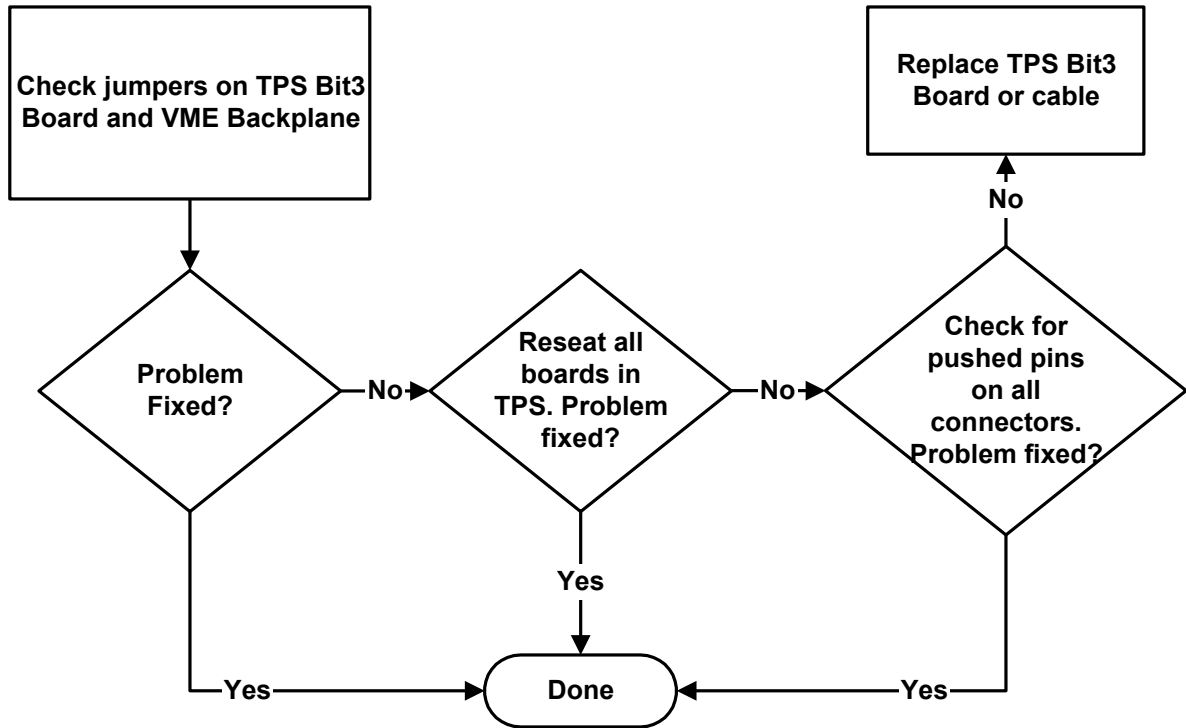 Check jumpers on TPS Bit3
Board and VME Backplane
Replace TPS Bit3
Board or cable
No
Problem
Fixed?
No
Reseat all
boards in
TPS. Problem
fixed?
No
Check for
pushed pins
on all
connectors.
Problem fixed?
Yes
Yes
Done
Yes